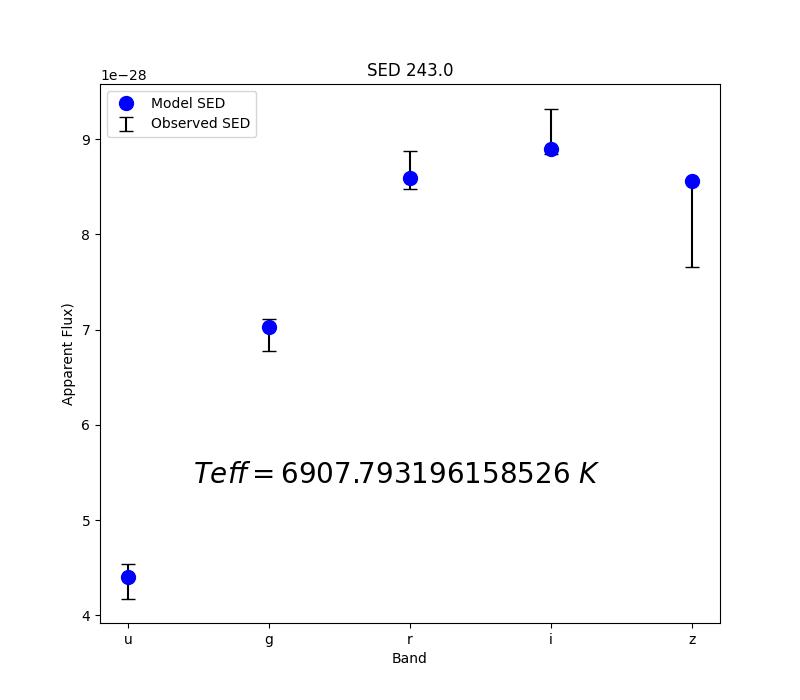 SED 243.0
1e−28
Model SED
Observed SED
9
8
7
6
5
4
Apparent Flux)
Teff = 6907.793196158526 K
u g r i z
Band